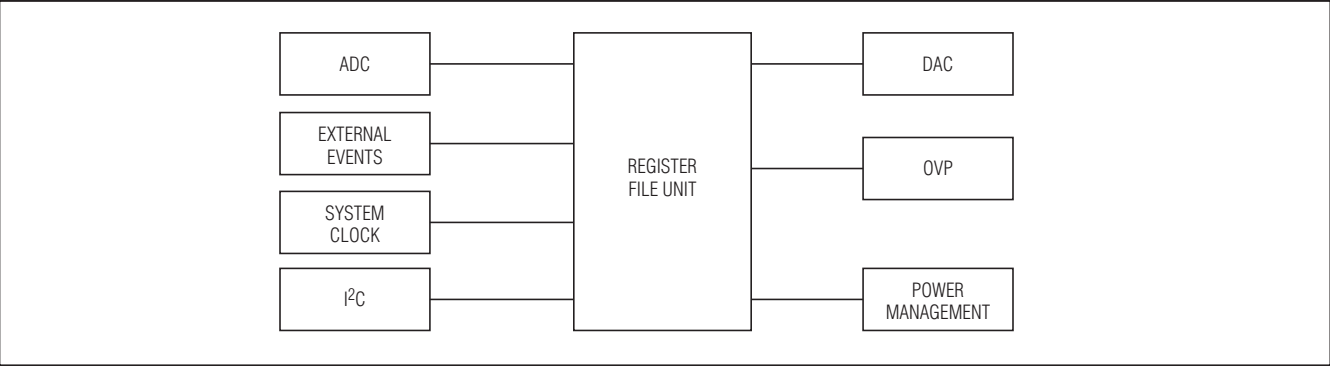 ADC
EXTERNAL
EVENTS
SYSTEM
CLOCK
I²C
REGISTER
FILE UNIT
DAC
OVP
POWER
MANAGEMENT